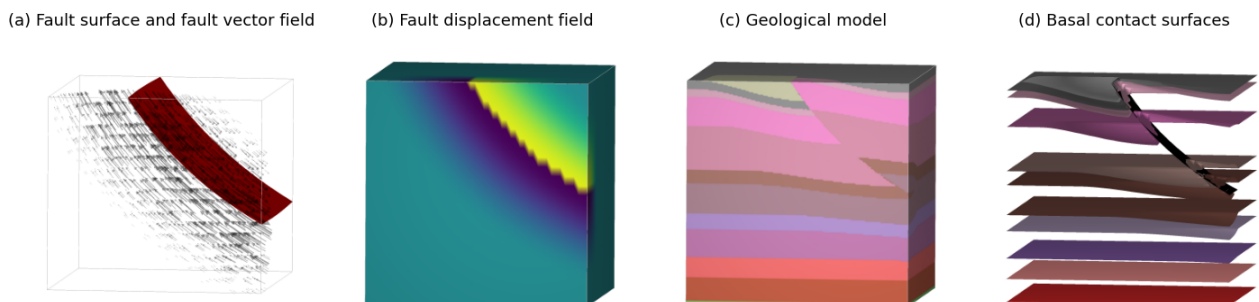 (a) Fault surface and fault vector field
(b) Fault displacement field
(c) Geological model
(d) Basal contact surfaces